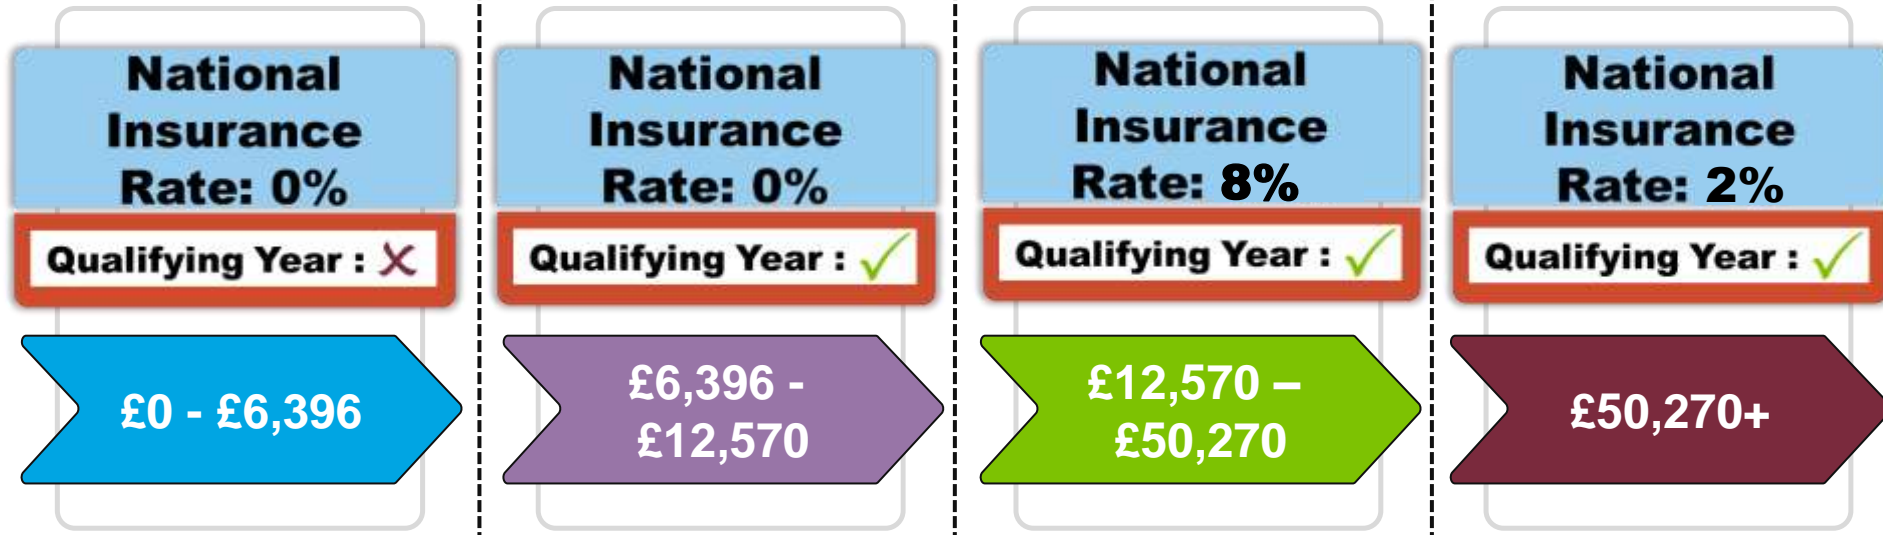 National
Insurance
Rate: 0%
Qualifying Year :
£0 - £6,396
National
Insurance
Rate: 0%
Qualifying Year :
£6,396 -
£12,570
National
Insurance
Rate: 8%
Qualifying Year :
£12,570 –
£50,270
National
Insurance
Rate: 2%
Qualifying Year :
£50,270+